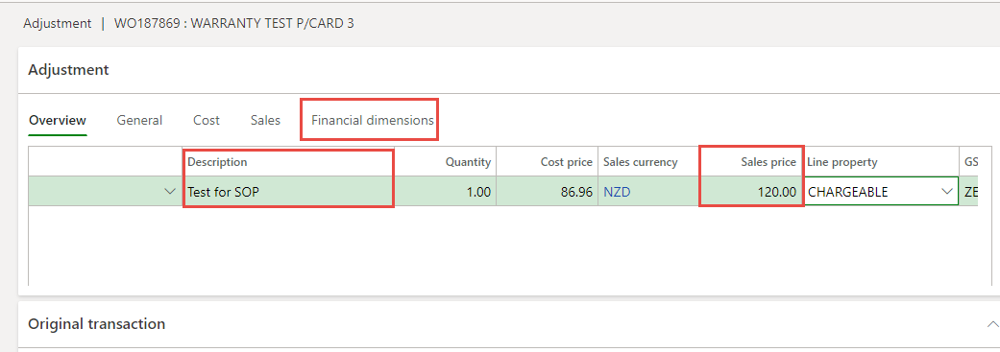 Adjustment | WO187869 : WARRANTY TEST P/CARD 3
Adjustment
Overview General Cost Sales Financial dimensions
Description Quantity Cost price Sales currency Sales price Line property GS
Test for SOP 1.00 86.96 NZD 120.00 CHARGEABLE ZE
Original transaction